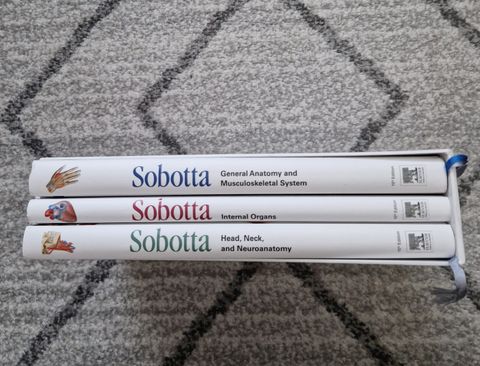 Sobotta
General Anatomy and
Musculoskeletal System
Sobotta
Internal Organs
Sobotta
Head, Neck,
and Neuroanatomy